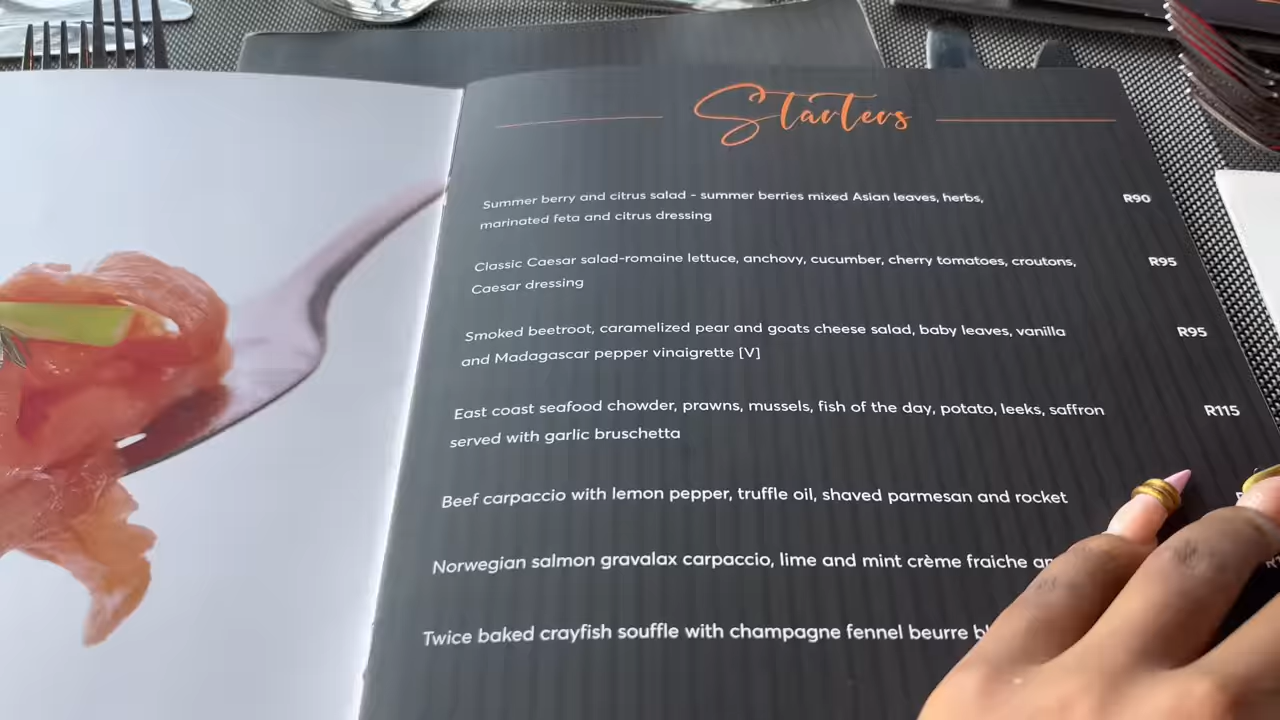 Starters
Summer berry and citrus salad - summer berries mixed Asian leaves, herbs, R90
marinated feta and citrus dressing
Classic Caesar salad-romaine lettuce, anchovy, cucumber, cherry tomatoes, croutons, R95
Caesar dressing
Smoked beetroot, caramelized pear and goats cheese salad, baby leaves, vanilla R95
and Madagascar pepper vinaigrette [V]
East coast seafood chowder, prawns, mussels, fish of the day, potato, leeks, saffron R115
served with garlic bruschetta
Beef carpaccio with lemon pepper, truffle oil, shaved parmesan and rocket
Norwegian salmon gravalax carpaccio, lime and mint crème fraiche
Twice baked crayfish souffle with champagne fennel beurre